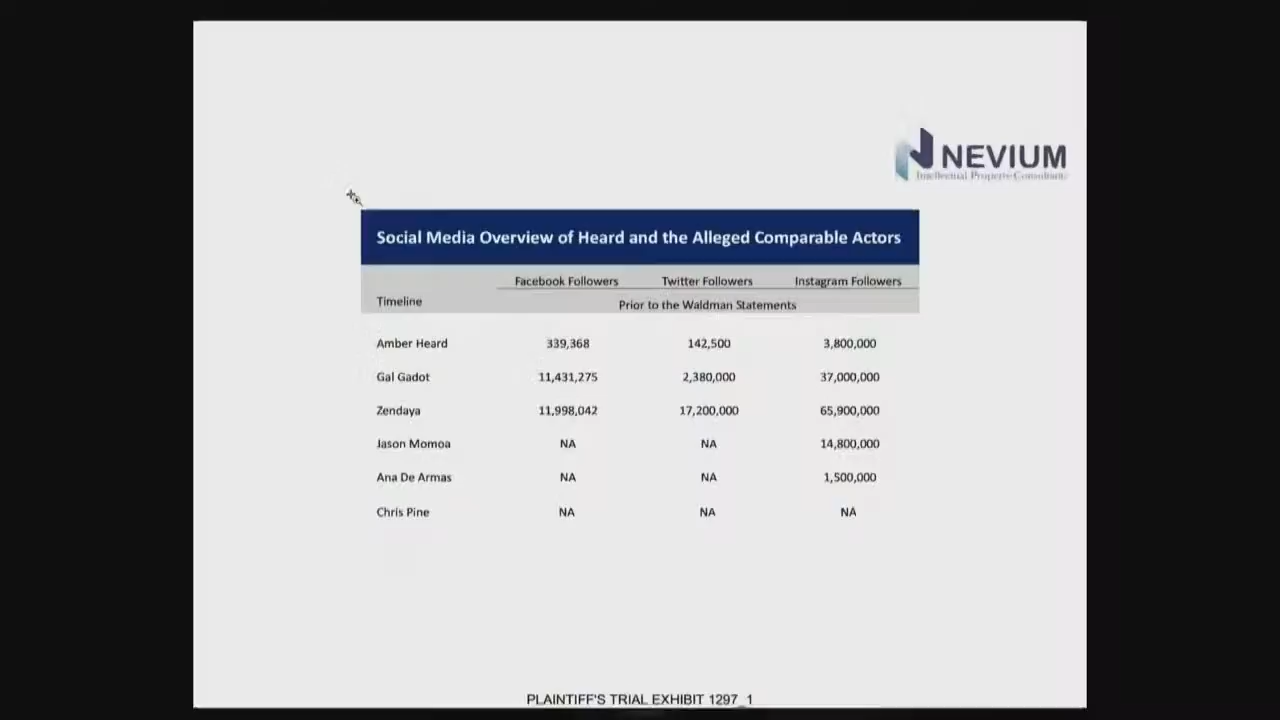 NEVIUM
Intellectual Property Consultants
Social Media Overview of Heard and the Alleged Comparable Actors
Facebook Followers Twitter Followers Instagram Followers
Timeline Prior to the Waldman Statements
Amber Heard 339,368 142,500 3,800,000
Gal Gadot 11,431,275 2,380,000 37,000,000
Zendaya 11,998,042 17,200,000 65,900,000
Jason Momoa NA NA 14,800,000
Ana De Armas NA NA 1,500,000
Chris Pine NA NA NA
PLAINTIFF'S TRIAL EXHIBIT 1297_1